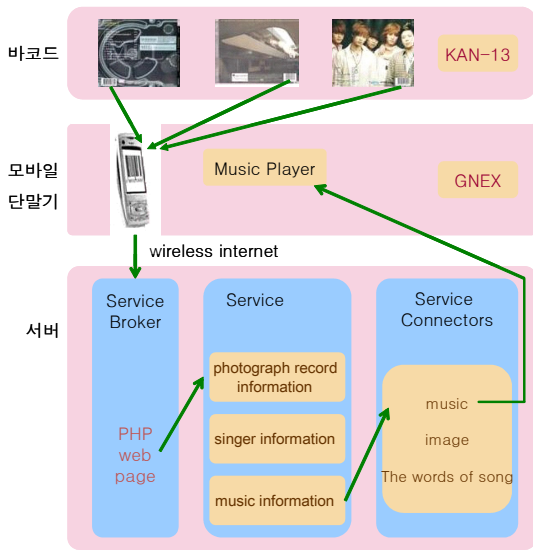 바코드
KAN-13
모바일
단말기
Music Player
GNEX
wireless internet
서버
Service
Broker
Service
Service
Connectors
photograph record
information
singer information
music information
PHP
web
page
music
image
The words of song